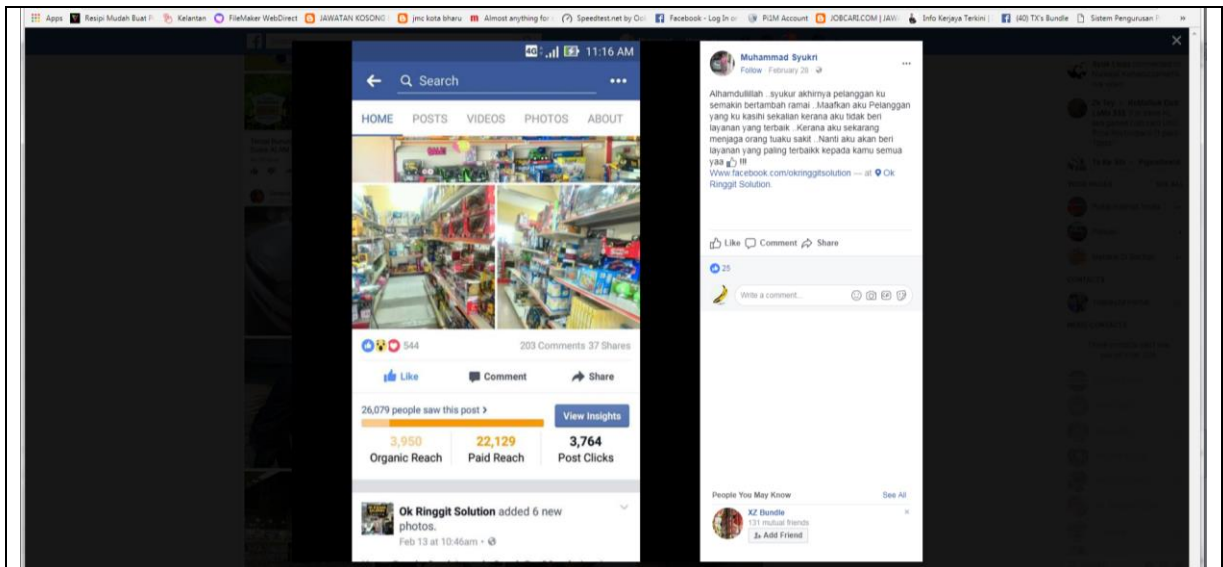 Apps Resipi Mudah Buat P Kelantan FileMaker WebDirect JAWATAN KOSONG jmc kota bharu Almost anything for Speedtest.net by Facebook - Log In or PilM Account JOBCARI.COM | JAW Info Kerjaya Terkini (40) TX's Bundle Sistem Pengurusan P »
4G 11:16 AM
Search
HOME POSTS VIDEOS PHOTOS ABOUT
544
203 Comments 37 Shares
Like Comment Share
26,079 people saw this post >
View Insights
3,950 22,129 3,764
Organic Reach Paid Reach Post Clicks
Ok Ringgit Solution added 6 new
photos.
Feb 13 at 10:46am
Muhammad Syukri
Follow · February 28
Alhamdulillah ..syukur akhirnya pelanggan ku
semakin bertambah ramai ..Maafkan aku Pelanggan
yang ku kasihi sekalian kerana aku tidak beri
layanan yang terbaik ..Kerana aku sekarang
menjaga orang tuaku sakit ..Nanti aku akan beri
layanan yang paling terbaikk kepada kamu semua
yaa !!!
Www.facebook.com/okringgitsolution — at Ok
Ringgit Solution.
Like Comment Share
25
Write a comment...
People You May Know See All
XZ Bundle
131 mutual friends
Add Friend